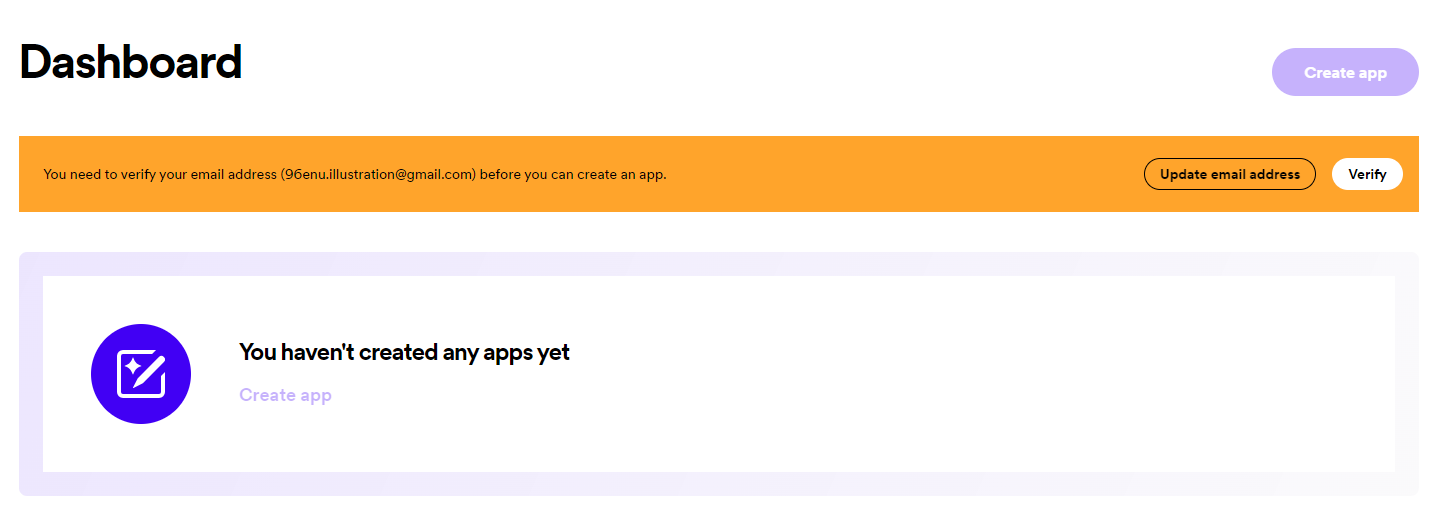 Dashboard
Create app
You need to verify your email address (96enu.illustration@gmail.com) before you can create an app.
Update email address
Verify
You haven't created any apps yet
Create app